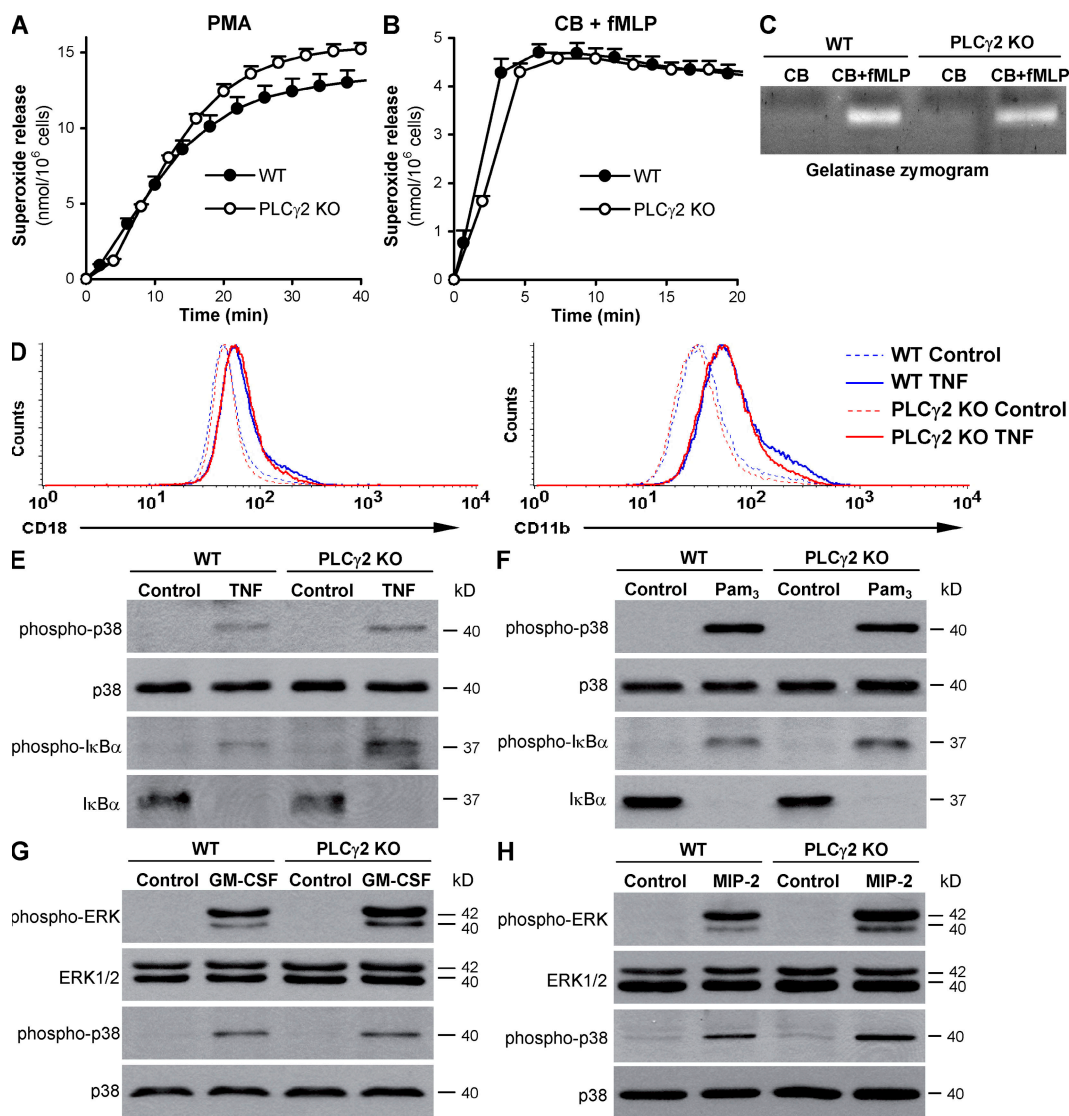 A
PMA
Superoxide release
(nmol/10⁶ cells)
15
10
5
0
0 10 20 30 40
Time (min)
WT
PLCγ2 KO
B
CB + fMLP
Superoxide release
(nmol/10⁶ cells)
5
4
3
2
1
0
0 5 10 15 20
Time (min)
WT
PLCγ2 KO
C
WT PLCγ2 KO
CB CB+fMLP CB CB+fMLP
Gelatinase zymogram
D
Counts
10⁰ 10¹ 10² 10³ 10⁴
CD18
Counts
10⁰ 10¹ 10² 10³ 10⁴
CD11b
WT Control
WT TNF
PLCγ2 KO Control
PLCγ2 KO TNF
E
WT PLCγ2 KO
Control TNF Control TNF kD
phospho-p38 40
p38 40
phospho-IκBα 37
IκBα 37
F
WT PLCγ2 KO
Control Pam₃ Control Pam₃ kD
phospho-p38 40
p38 40
phospho-IκBα 37
IκBα 37
G
WT PLCγ2 KO
Control GM-CSF Control GM-CSF kD
phospho-ERK 42
40
ERK1/2 42
40
phospho-p38 40
p38 40
H
WT PLCγ2 KO
Control MIP-2 Control MIP-2 kD
phospho-ERK 42
40
ERK1/2 42
40
phospho-p38 40
p38 40